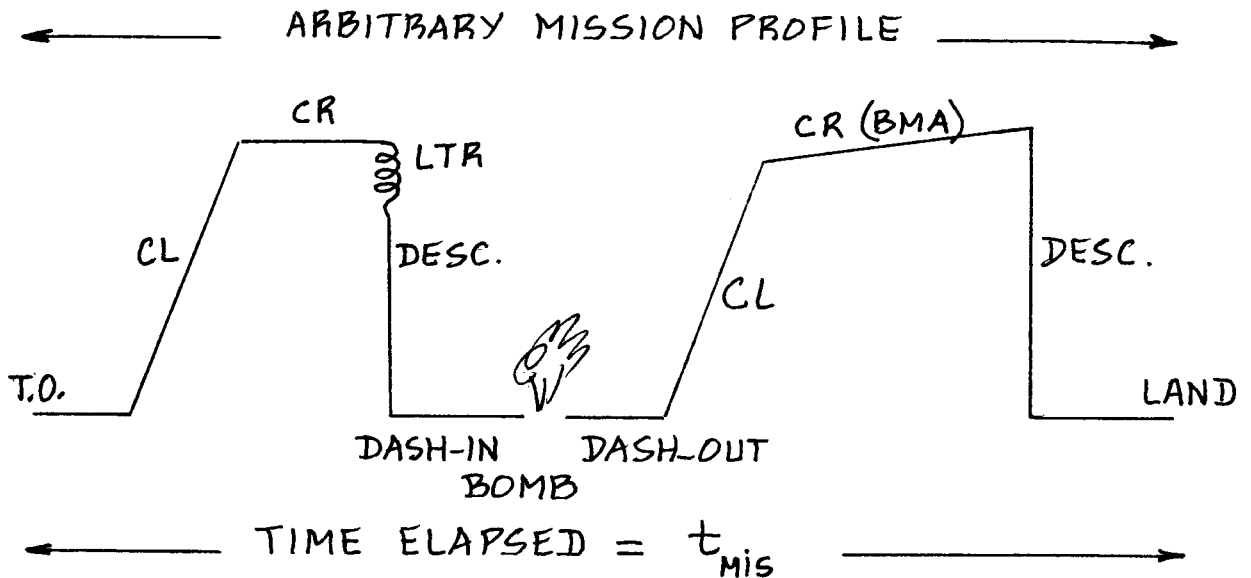 ARBITRARY MISSION PROFILE
CR
LTR
CL
DESC.
T.O.
DASH-IN
BOMB
DASH-OUT
CL
CR (BMA)
DESC.
LAND
TIME ELAPSED = tMIS